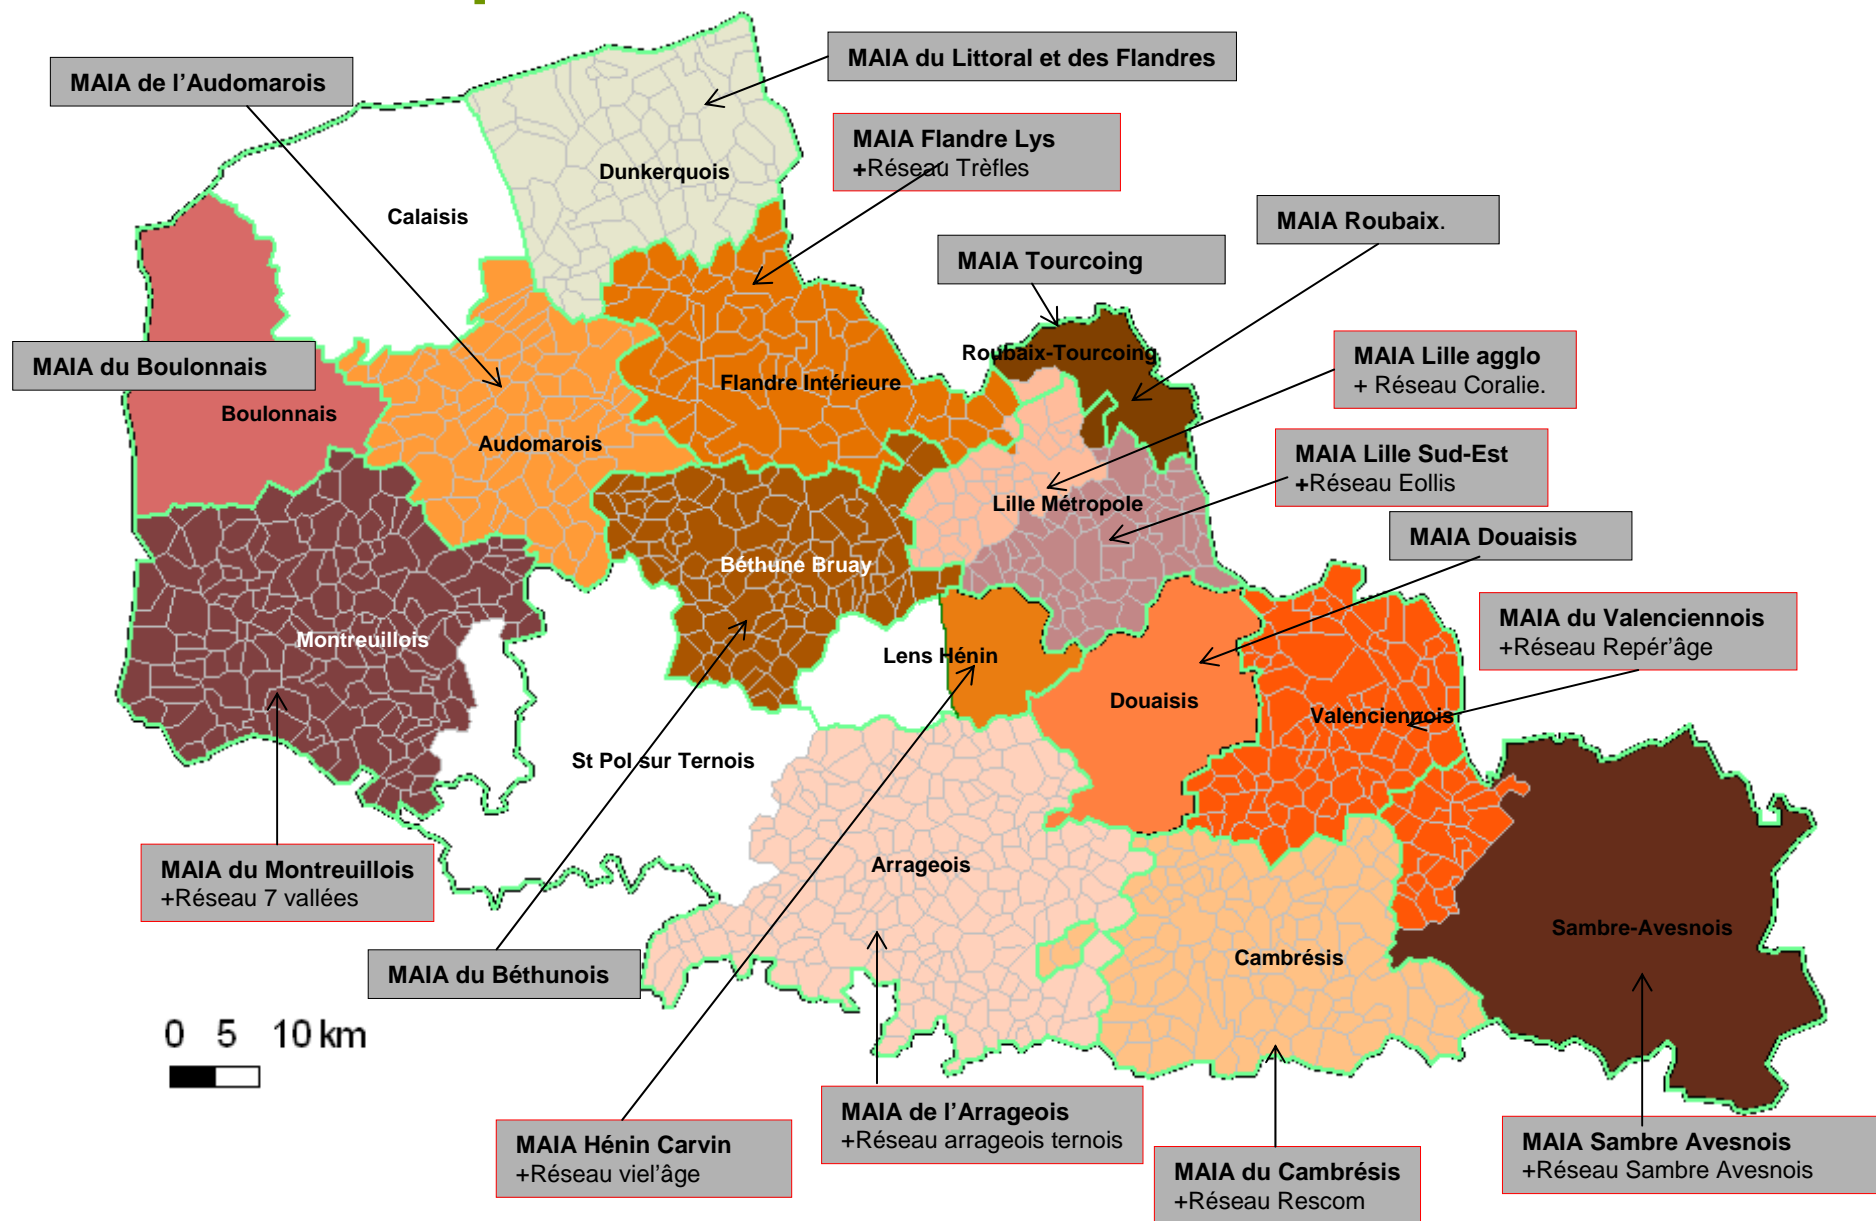 MAIA du Littoral et des Flandres
MAIA de l’Audomarois
MAIA Flandre Lys
+Réseau Trèfles
Dunkerquois
Calaisis
MAIA Roubaix.
MAIA Tourcoing
MAIA du Boulonnais
Roubaix-Tourcoing
MAIA Lille agglo
+ Réseau Coralie.
Flandre Intérieure
Boulonnais
Audomarois
MAIA Lille Sud-Est
+Réseau Eollis
Lille Métropole
MAIA Douaisis
Béthune Bruay
MAIA du Valenciennois
+Réseau Repér’âge
Montreuillois
Lens Hénin
Douaisis
Valenciennois
St Pol sur Ternois
MAIA du Montreuillois
+Réseau 7 vallées
Arrageois
Sambre-Avesnois
Cambrésis
MAIA du Béthunois
0 5 10 km
MAIA de l’Arrageois
+Réseau arrageois ternois
MAIA Hénin Carvin
+Réseau viel’âge
MAIA du Cambrésis
+Réseau Rescom
MAIA Sambre Avesnois
+Réseau Sambre Avesnois